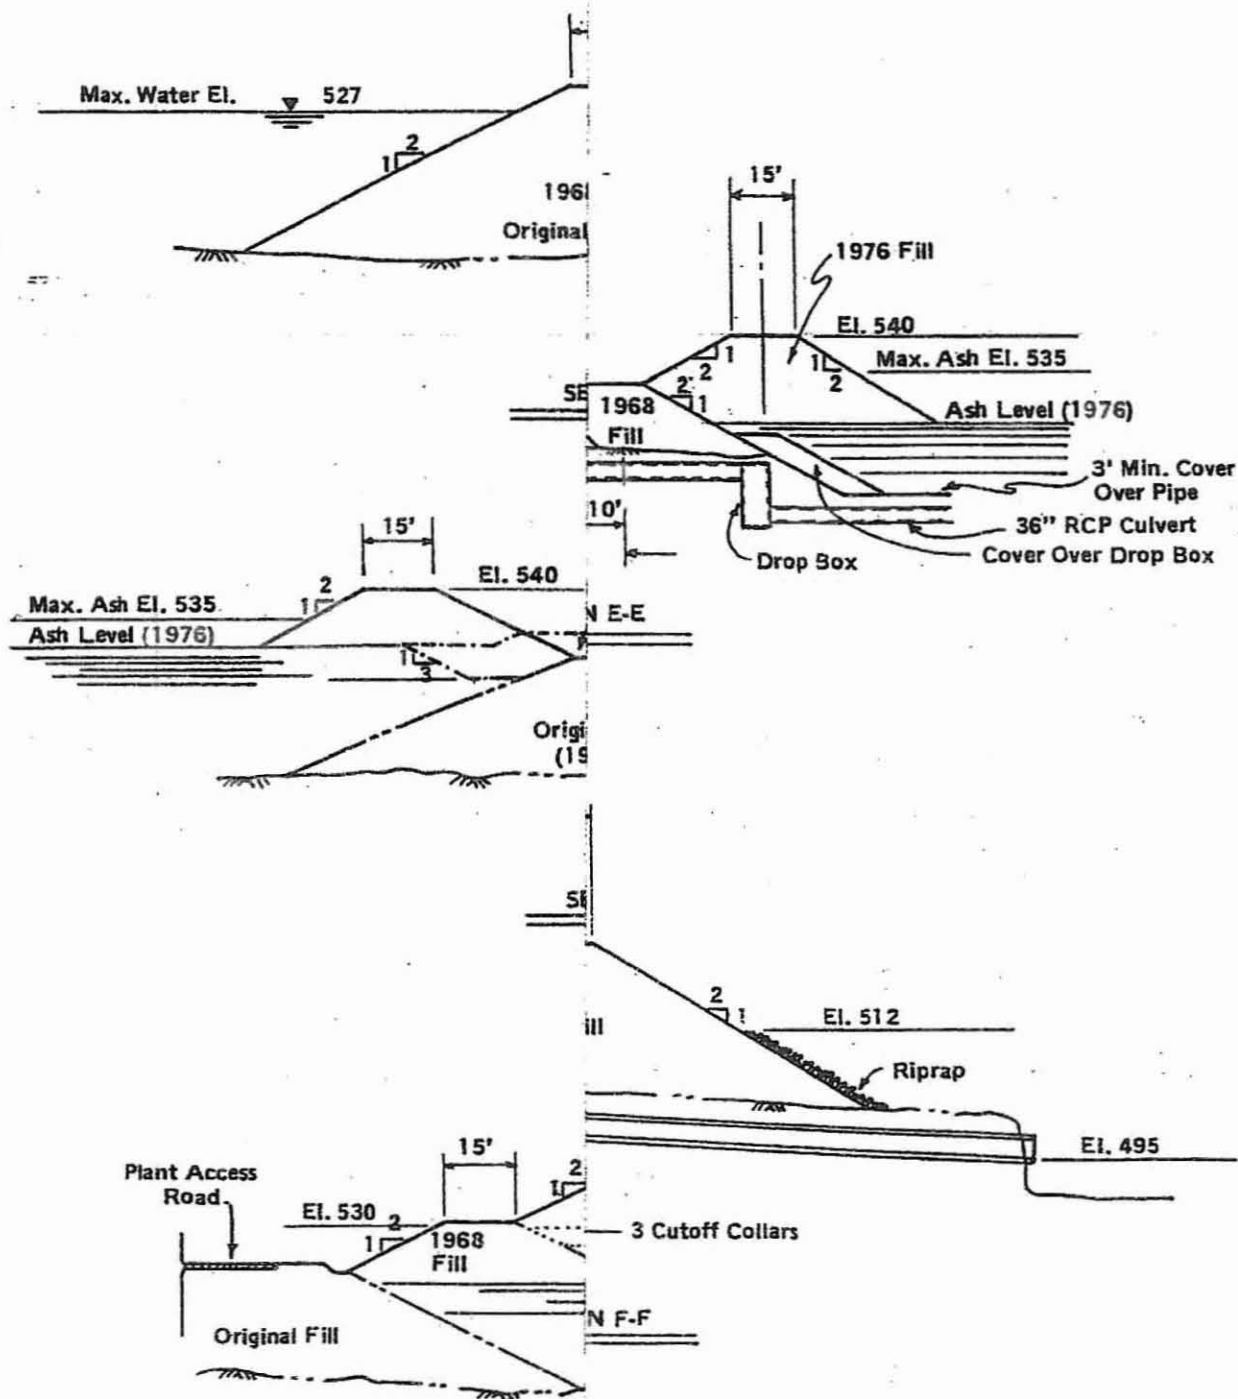 Max. Water El. 527
2
1
Original
15'
1976 Fill
El. 540
1
2
1
2
Max. Ash El. 535
2
1
1968
Fill
Ash Level (1976)
3' Min. Cover
Over Pipe
10'
36" RCP Culvert
Drop Box
Cover Over Drop Box
15'
El. 540
2
1
Max. Ash El. 535
N E-E
Ash Level (1976)
1
3
2
1
El. 512
Riprap
El. 495
15'
Plant Access
Road
2
1
El. 530
2
1
1968
Fill
3 Cutoff Collars
N F-F
Original Fill